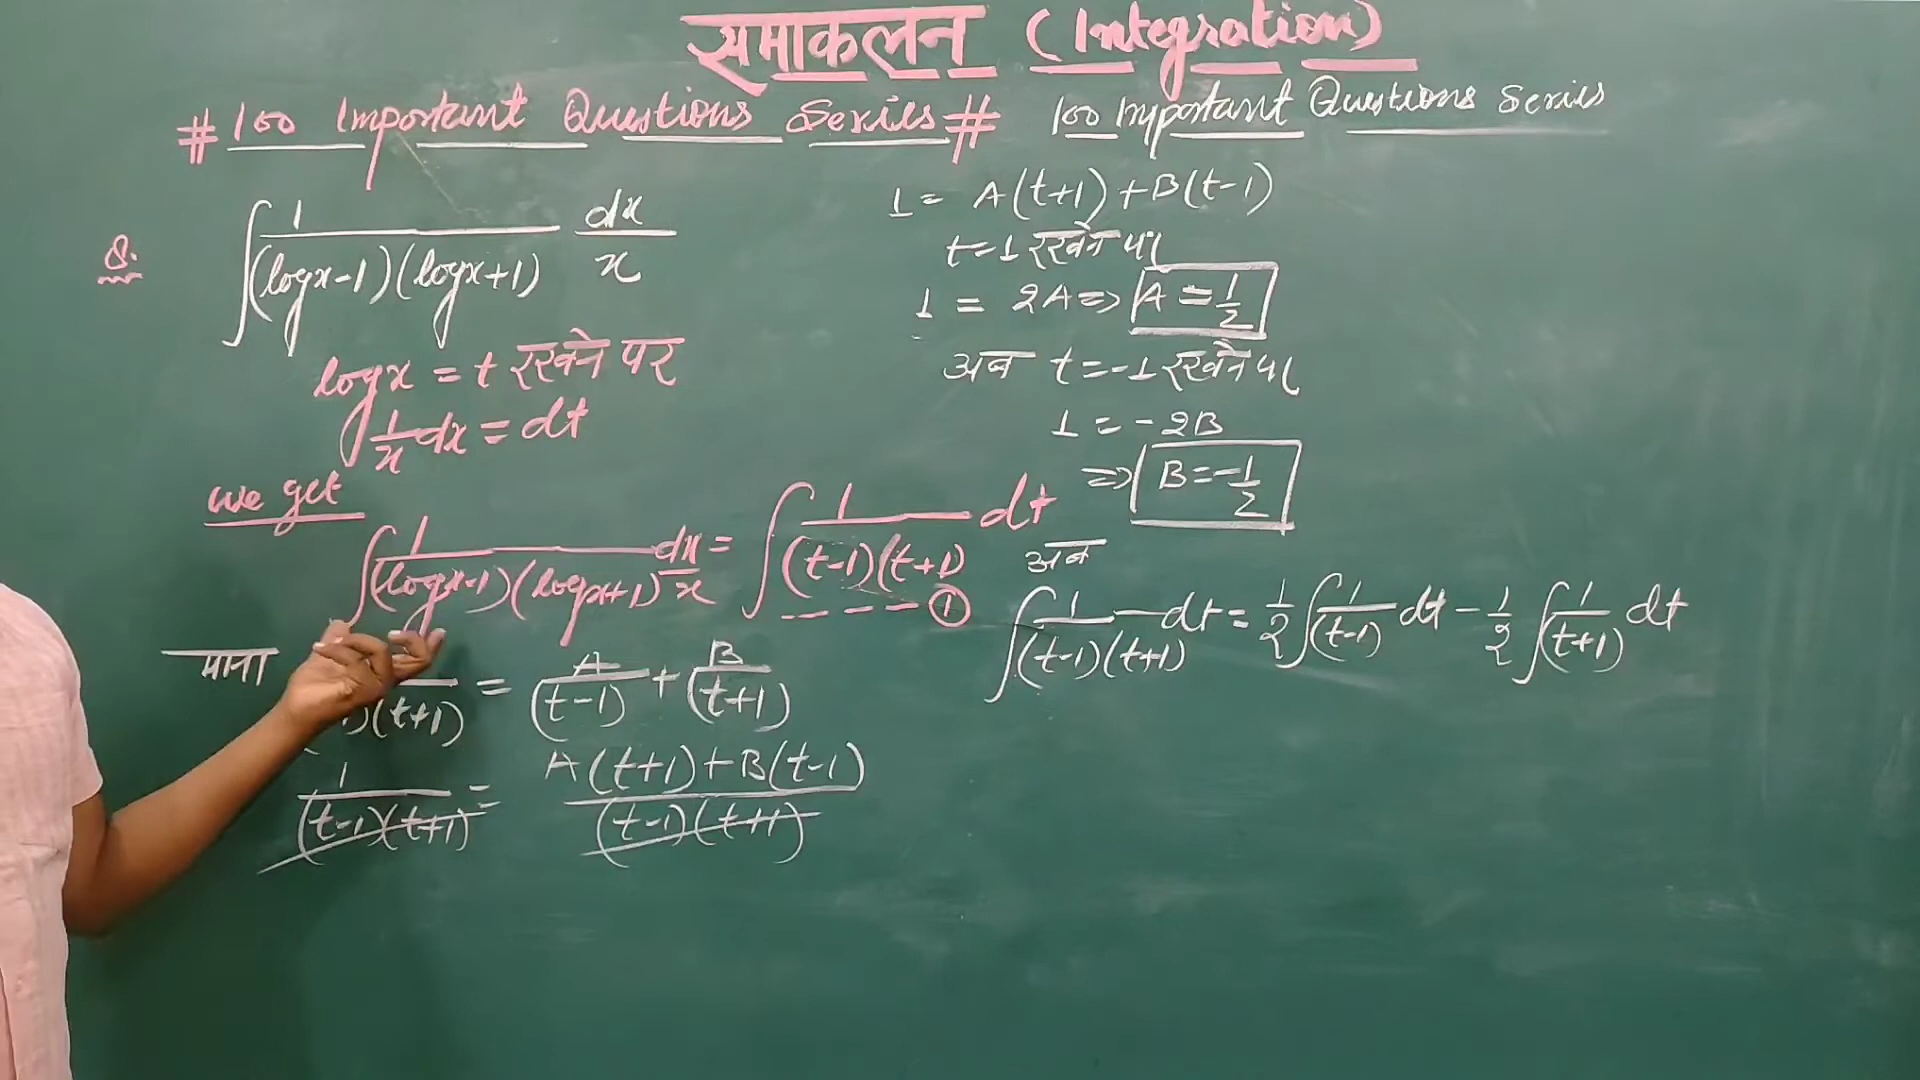 समाकलन (Integration)
# 100 Important Questions Series # 100 Important Questions Series
Q. ∫ 1/((logx-1)(logx+1)) dx/x
logx = t रखने पर
1/x dx = dt
we get
∫ 1/((logx-1)(logx+1)) dx/x = ∫ 1/((t-1)(t+1)) dt
----①
माना )(t+1) = A/(t-1) + B/(t+1)
1/((t-1)(t+1)) = (A(t+1)+B(t-1))/((t-1)(t+1))
1 = A(t+1)+B(t-1)
t=1 रखने पर
1 = 2A => A = 1/2
अब t=-1 रखने पर
1 = -2B
=> B = -1/2
अब
∫ 1/((t-1)(t+1)) dt = 1/2 ∫ 1/(t-1) dt - 1/2 ∫ 1/(t+1) dt